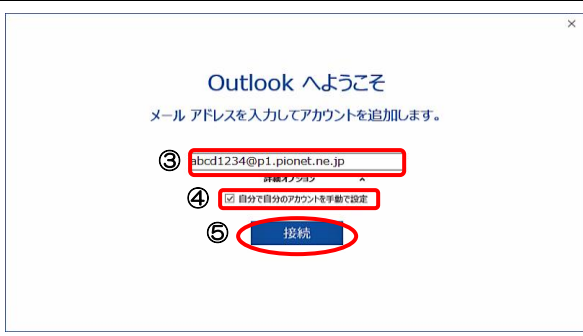 Outlook へようこそ
メール アドレスを入力してアカウントを追加します。
③ abcd1234@p1.pionet.ne.jp
詳細オプション
④ 自分で自分のアカウントを手動で設定
⑤ 接続